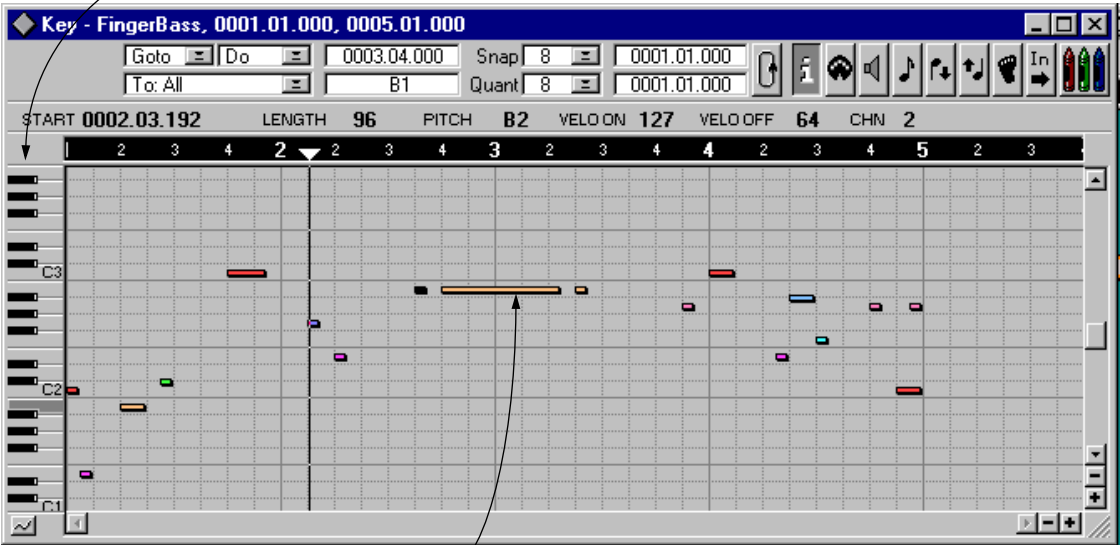 Key - FingerBass, 0001.01.000, 0005.01.000
Goto Do 0003.04.000 Snap 8 0001.01.000 In
To: All B1 Quant 8 0001.01.000
START 0002.03.192 LENGTH 96 PITCH B2 VELO ON 127 VELO OFF 64 CHN 2
2 3 4 2 2 3 4 3 2 3 4 4 2 3 4 5 2 3
C3
C2
C1